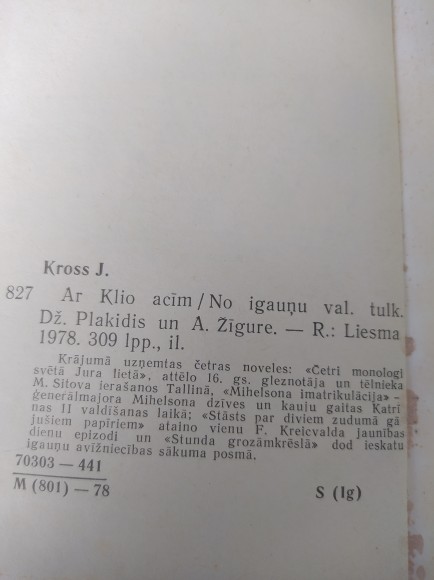 Kross J.
827 Ar Klio acīm/No igauņu val. tulk.
Dž. Plakidis un A. Žīgure. — R.: Liesma
1978. 309 lpp., il.
Krājumā uzņemtas četras noveles: «Četri monologi
svētā Jura lietā», attēlo 16. gs. gleznotāja un tēlnieka
M. Sitova ierašanos Tallinā, «Mihelsona imatrikulācija» –
ģenerālmajora Mihelsona dzīves un kauju gaitas Katrī
nas 11 valdīšanas laikā; «Stāsts par diviem zudumā gā
jušiem papīriem» ataino vienu F. Kreicvalda jaunības
dienu epizodi un «Stunda grozāmkrēslā» dod ieskatu
igauņu avīžniecības sākuma posmā.
70303 — 441
M (801) — 78
S (Ig)